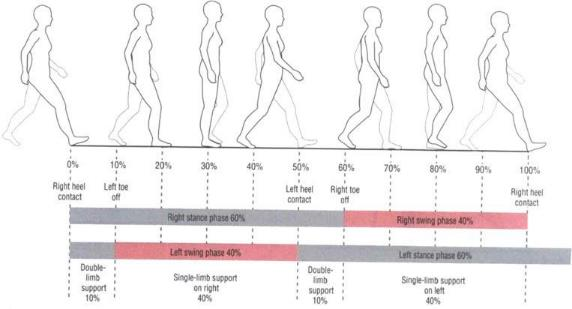 0% 10% 20% 30% 40% 50% 60% 70% 80% 90% 100%
Right heel contact
Left toe off
Left heel contact
Right toe off
Right heel contact
Right stance phase 60%
Right swing phase 40%
Left swing phase 40%
Left stance phase 60%
Double-
limb
support
10%
Single-limb support
on right
40%
Double-
limb
support
10%
Single-limb support
on left
40%